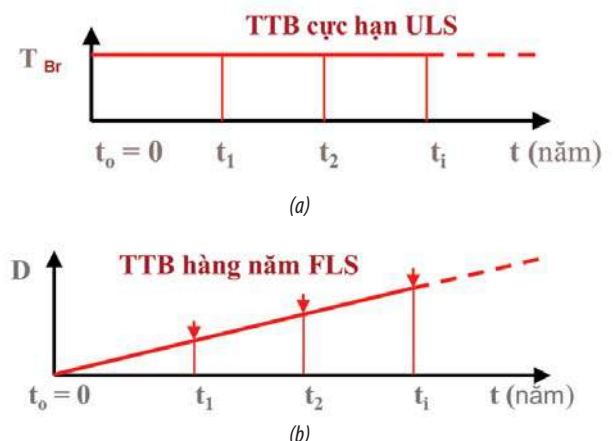 TTB cực hạn ULS
T Br
t₀ = 0 t₁ t₂ tᵢ t (năm)
(a)
D TTB hàng năm FLS
t₀ = 0 t₁ t₂ tᵢ t (năm)
(b)